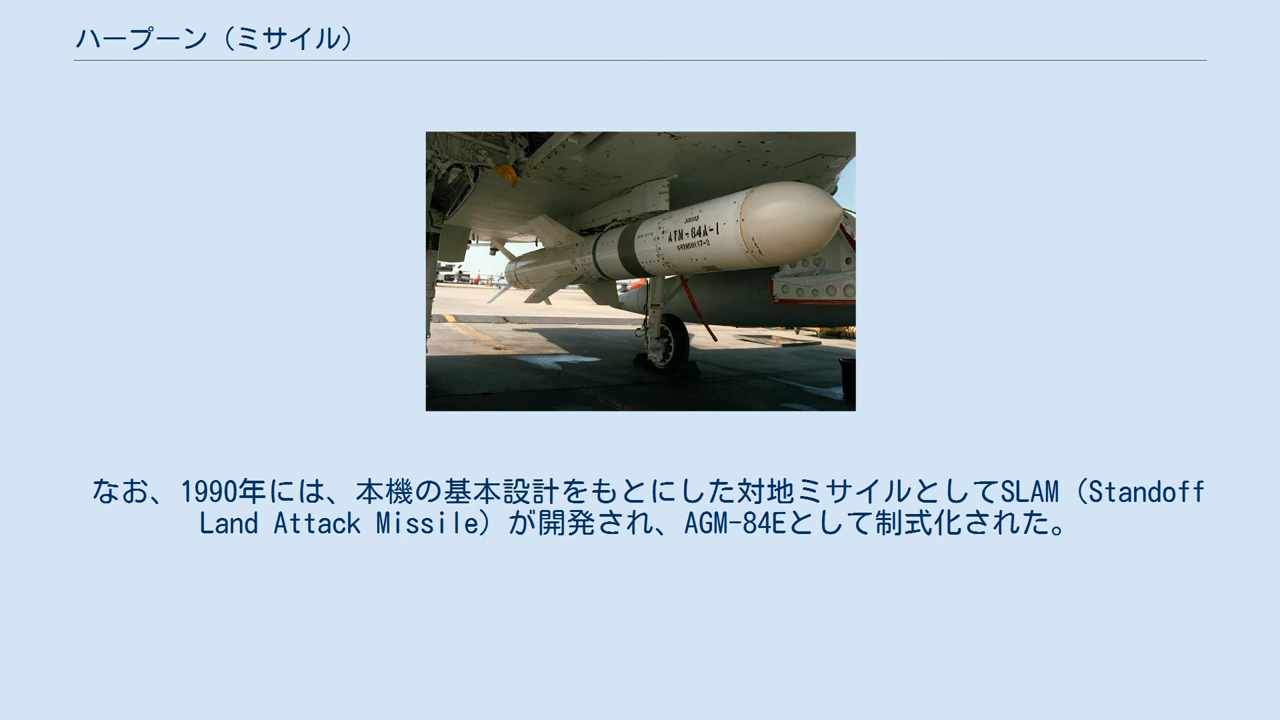 ハープーン（ミサイル）
ATM-84A-1
なお、1990年には、本機の基本設計をもとにした対地ミサイルとしてSLAM（Standoff
Land Attack Missile）が開発され、AGM-84Eとして制式化された。